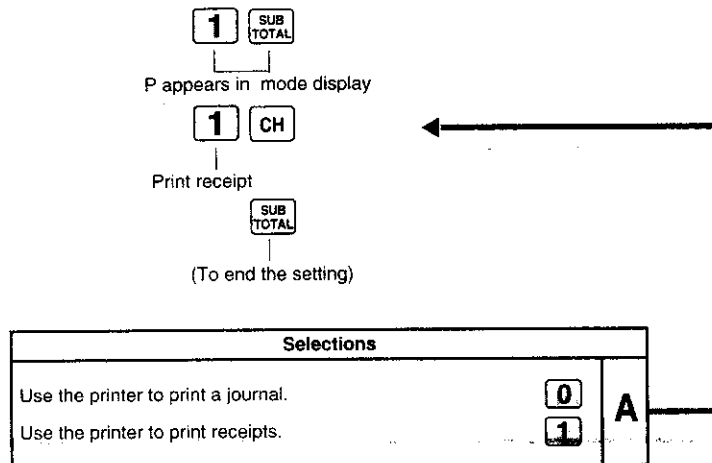 1 SUB TOTAL
P appears in mode display
1 CH
Print receipt
SUB TOTAL
(To end the setting)
Selections
Use the printer to print a journal. 0
Use the printer to print receipts. 1
A